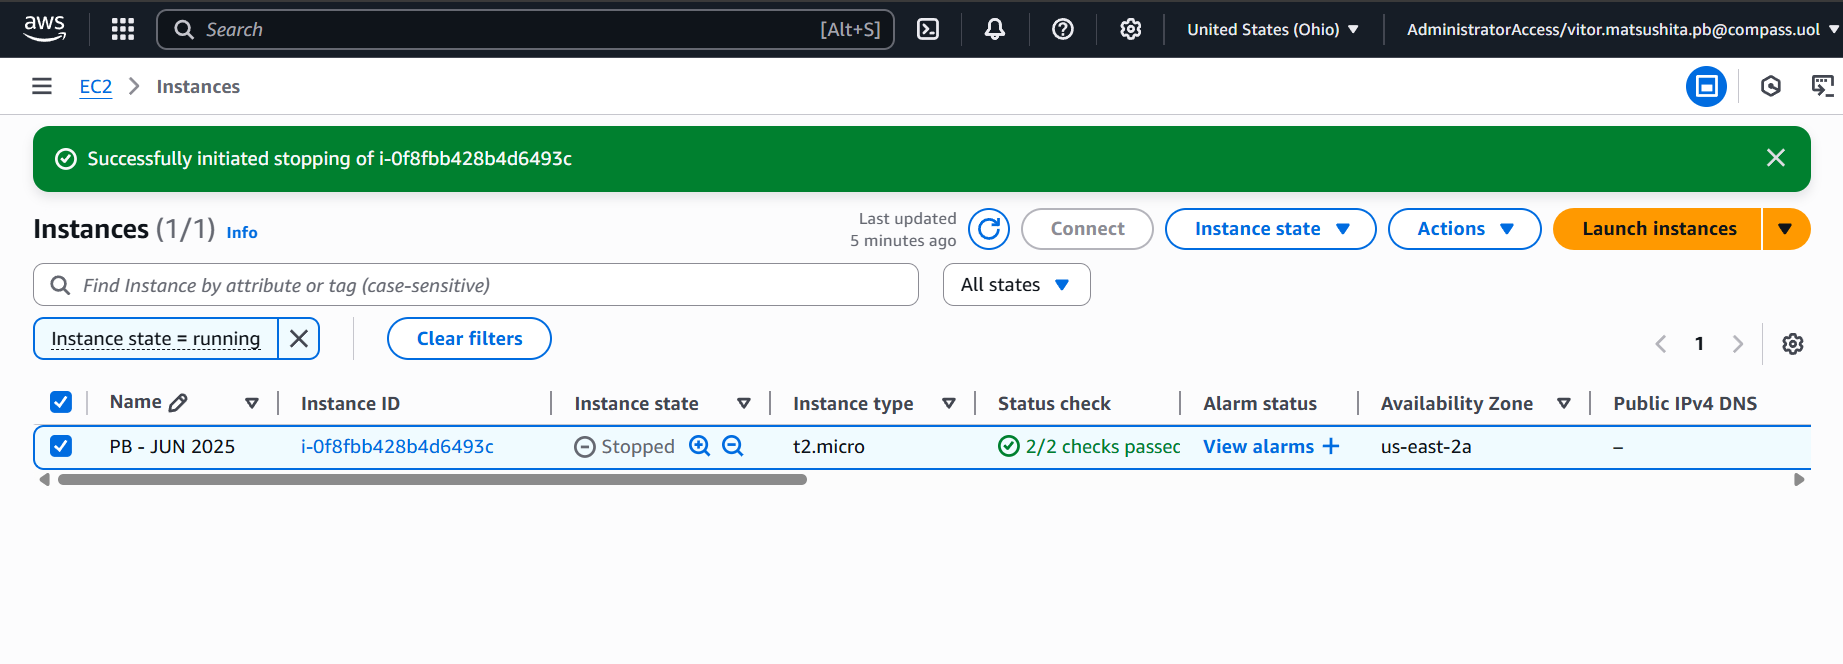 aws
Search [Alt+S] United States (Ohio) AdministratorAccess/vitor.matsushita.pb@compass.uol
EC2 Instances
Successfully initiated stopping of i-0f8fbb428b4d6493c
Instances (1/1) Info
Last updated
5 minutes ago
Connect Instance state Actions Launch instances
Find Instance by attribute or tag (case-sensitive) All states
Instance state = running Clear filters 1
Name Instance ID Instance state Instance type Status check Alarm status Availability Zone Public IPv4 DNS
PB - JUN 2025 i-0f8fbb428b4d6493c Stopped t2.micro 2/2 checks passec View alarms + us-east-2a –